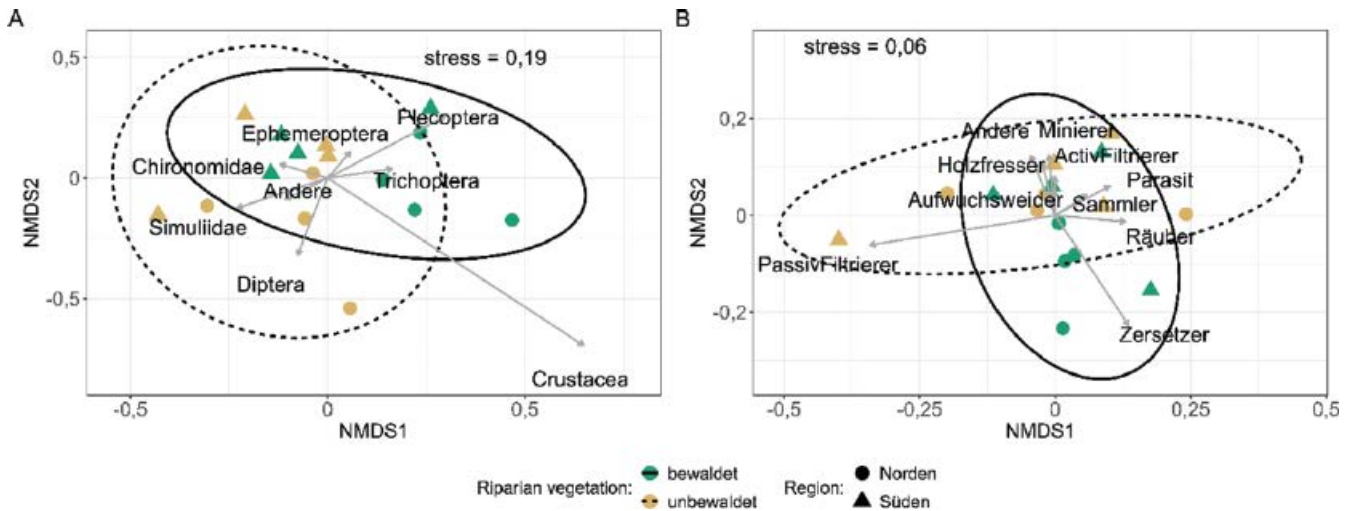 A
stress = 0,19
0,5
0
-0,5
NMDS2
Plecoptera
Ephemeroptera
Chironomidae
Trichoptera
Andere
Simuliidae
Diptera
Crustacea
-0,5
0
0,5
NMDS1
B
stress = 0,06
0,2
0
-0,2
NMDS2
Andere
Minierer
Holzfresser
ActivFiltrierer
Parasit
Aufwuchsweider
Sammler
Räuber
PassivFiltrierer
Zersetzer
-0,5
-0,25
0
0,25
0,5
NMDS1
Riparian vegetation:
bewaldet
unbewaldet
Region:
Norden
Süden